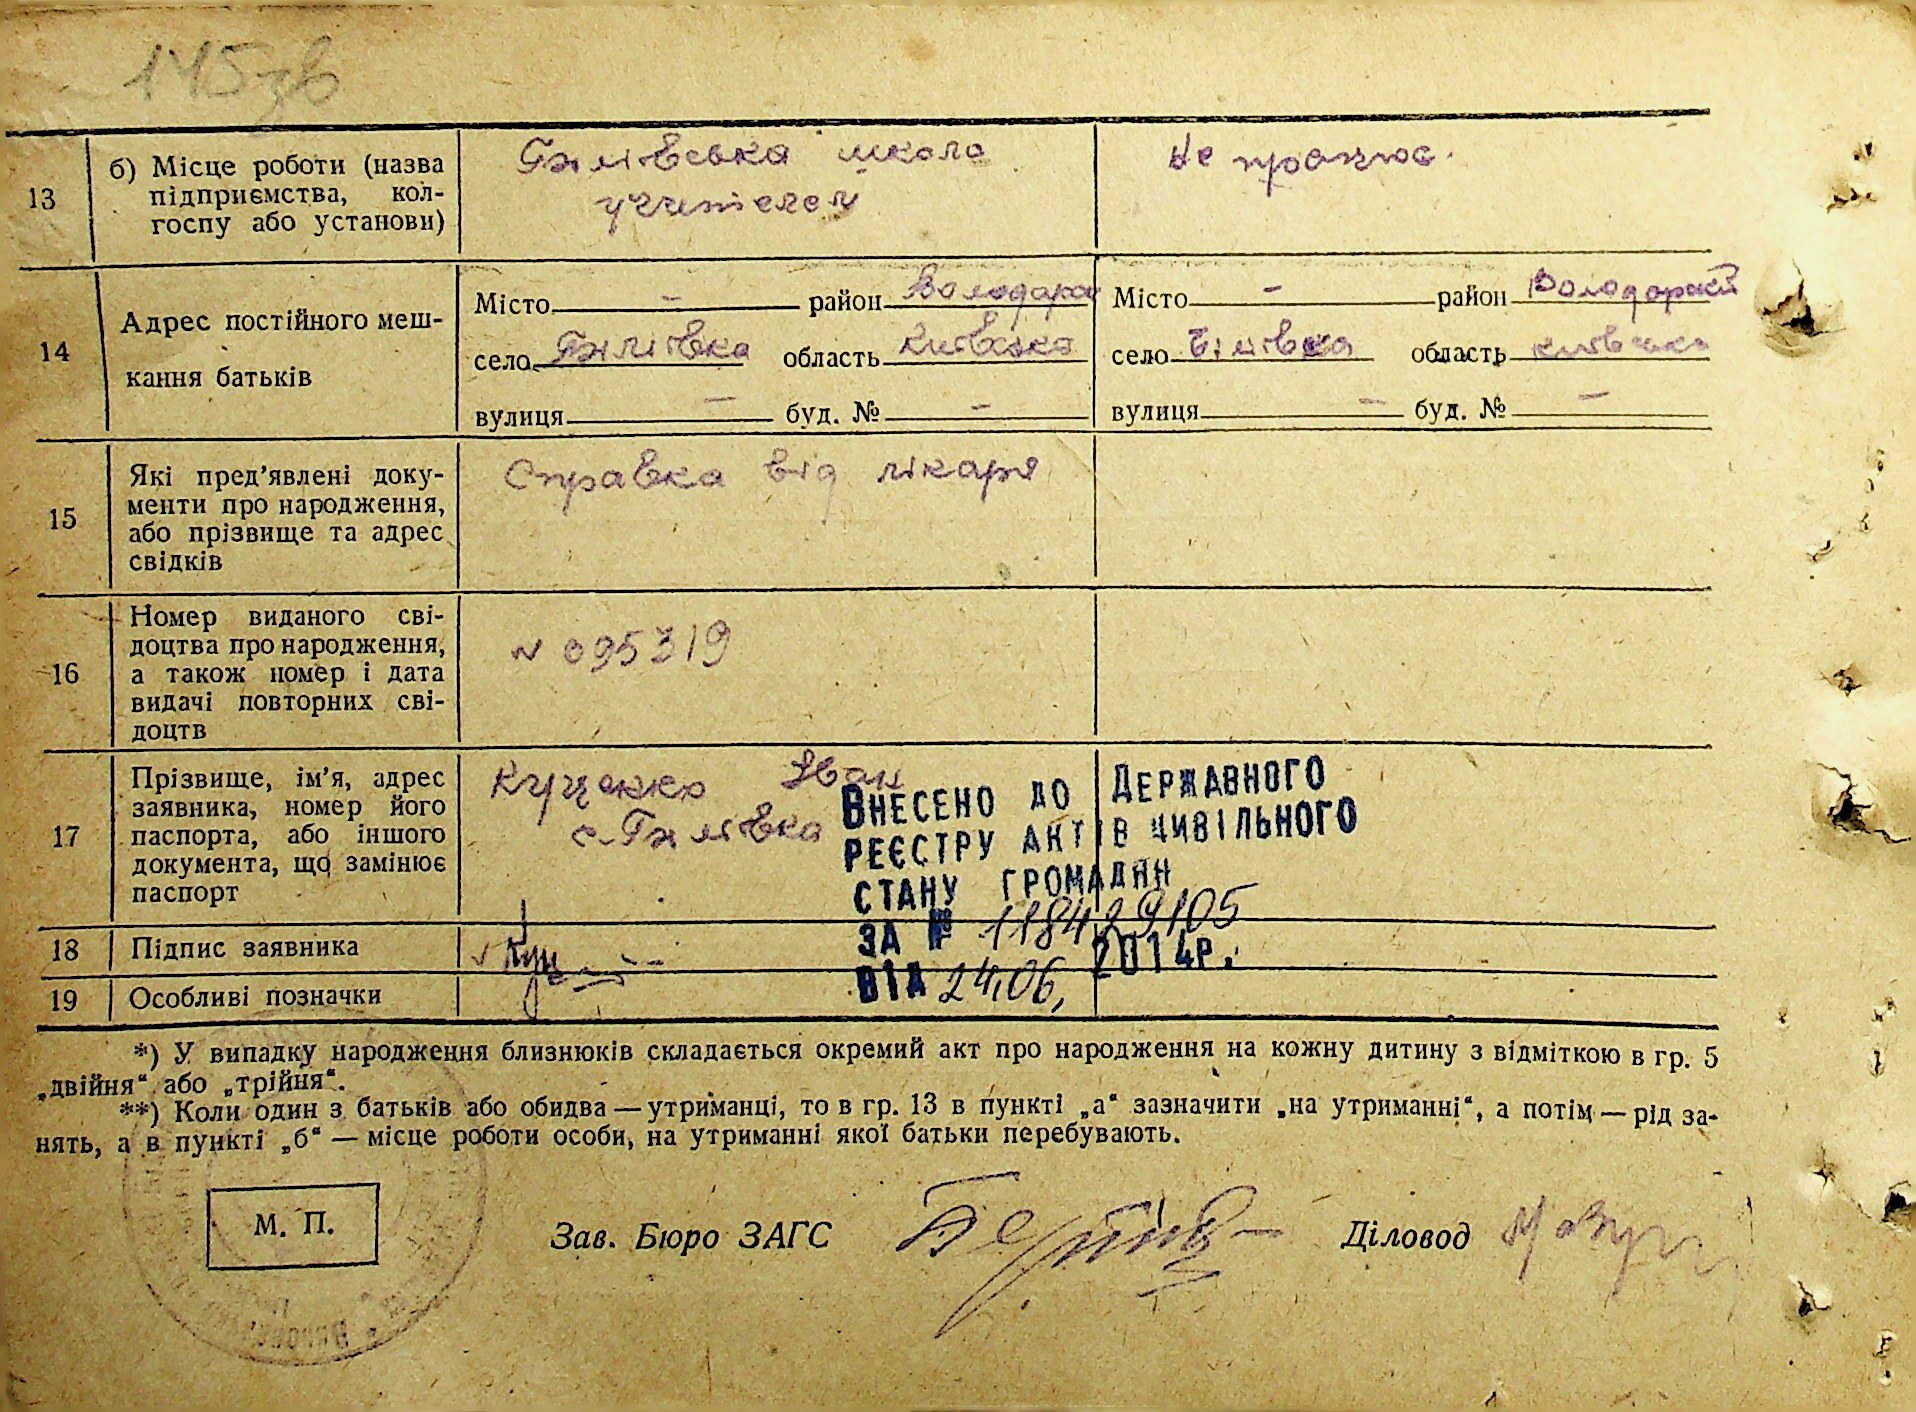 145зв
13
б) Місце роботи (назва
підприємства, кол-
госпу або установи)
школа
учителем
Не працює.
14
Адрес постійного меш-
кання батьків
Місто — район Володарськ
село область Київська
вулиця — буд. № —
Місто — район Володарский
село область київська
вулиця — буд. № —
15
Які пред'явлені доку-
менти про народження,
або прізвище та адрес
свідків
Справка від лікаря
16
Номер виданого сві-
доцтва про народження,
а також номер і дата
видачі повторних сві-
доцтв
N 095319
17
Прізвище, ім'я, адрес
заявника, номер його
паспорта, або іншого
документа, що замінює
паспорт
Куценко Іван
ВНЕСЕНО ДО ДЕРЖАВНОГО
РЕЄСТРУ АКТІВ ЦИВІЛЬНОГО
СТАНУ ГРОМАДЯН
ЗА № 118429105
ВІД 24.06, 2014р.
18
Підпис заявника
19
Особливі позначки
*) У випадку народження близнюків складається окремий акт про народження на кожну дитину з відміткою в гр. 5
„двійня“ або „трійня“.
**) Коли один з батьків або обидва — утриманці, то в гр. 13 в пункті „а“ зазначити „на утриманні“, а потім — рід за-
нять, а в пункті „б“ — місце роботи особи, на утриманні якої батьки перебувають.
М. П.
Зав. Бюро ЗАГС
Діловод